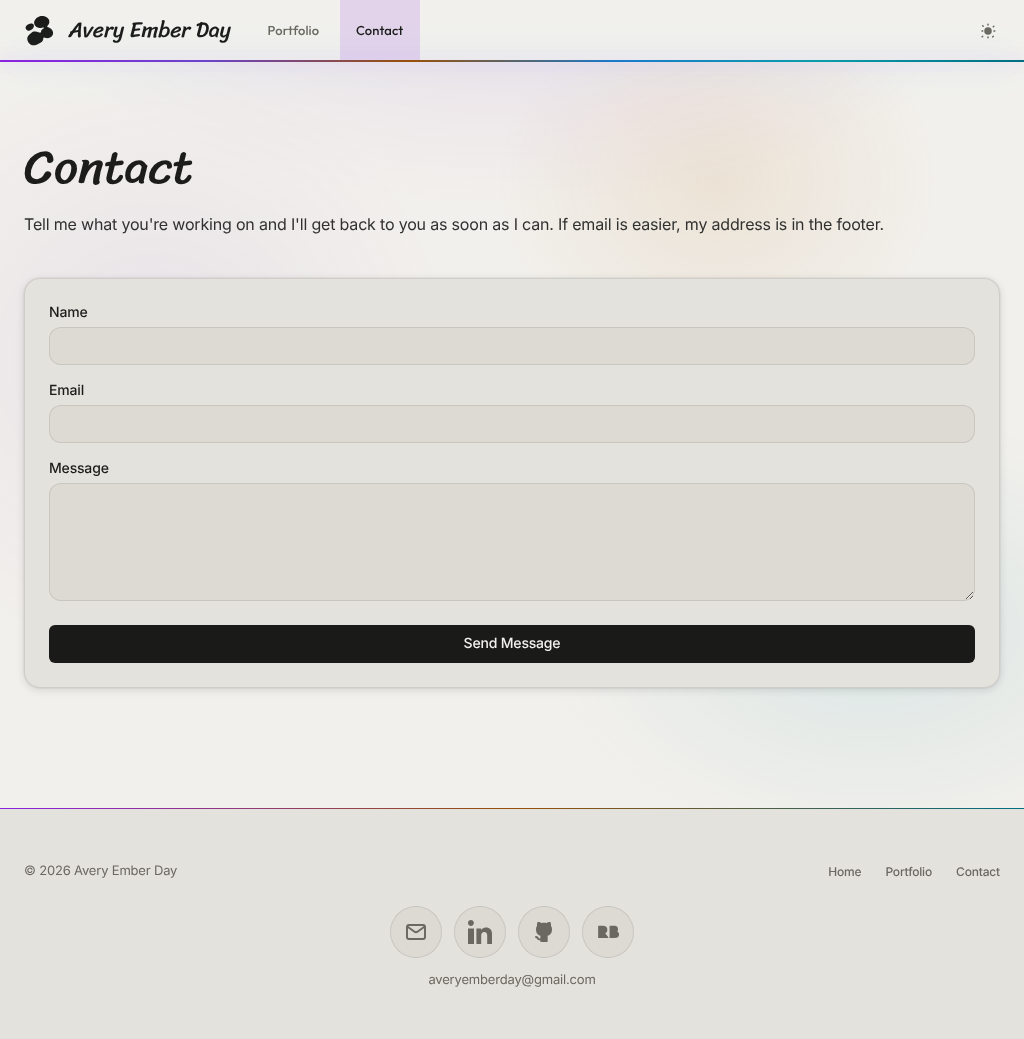 Avery Ember Day
Portfolio
Contact
Contact
Tell me what you're working on and I'll get back to you as soon as I can. If email is easier, my address is in the footer.
Name
Email
Message
Send Message
© 2026 Avery Ember Day
Home
Portfolio
Contact
in
RB
averyemberday@gmail.com